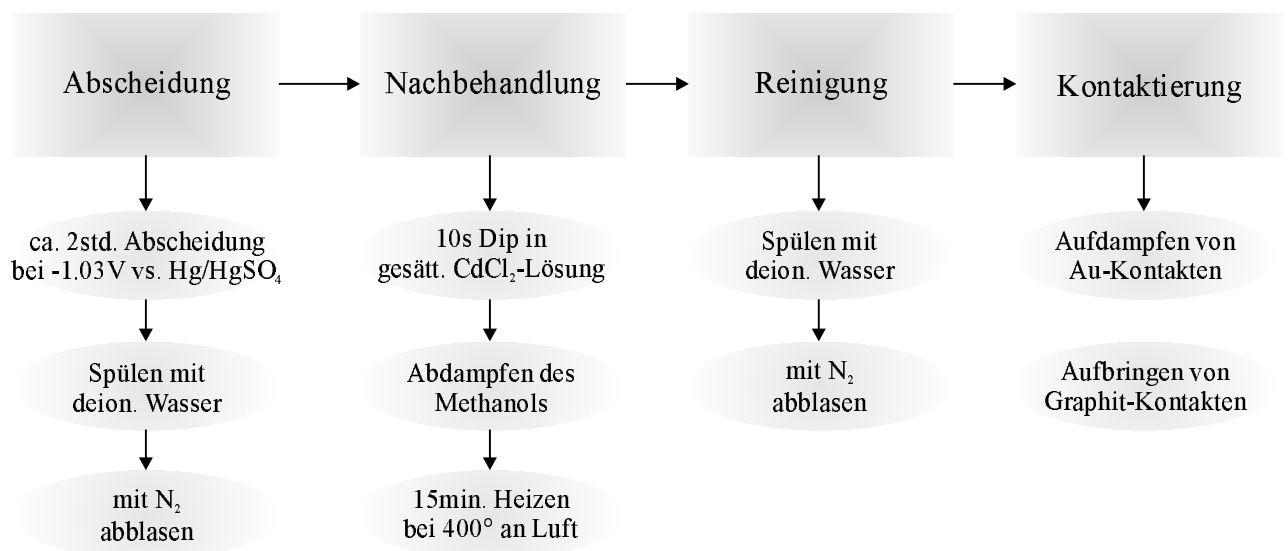 Abscheidung
Nachbehandlung
Reinigung
Kontaktierung
ca. 2std. Abscheidung
bei -1.03V vs. Hg/HgSO₄
Spülen mit
deion. Wasser
mit N₂
abblasen
10s Dip in
gesätt. CdCl₂-Lösung
Abdampfen des
Methanols
15min. Heizen
bei 400° an Luft
Spülen mit
deion. Wasser
mit N₂
abblasen
Aufdampfen von
Au-Kontakten
Aufbringen von
Graphit-Kontakten